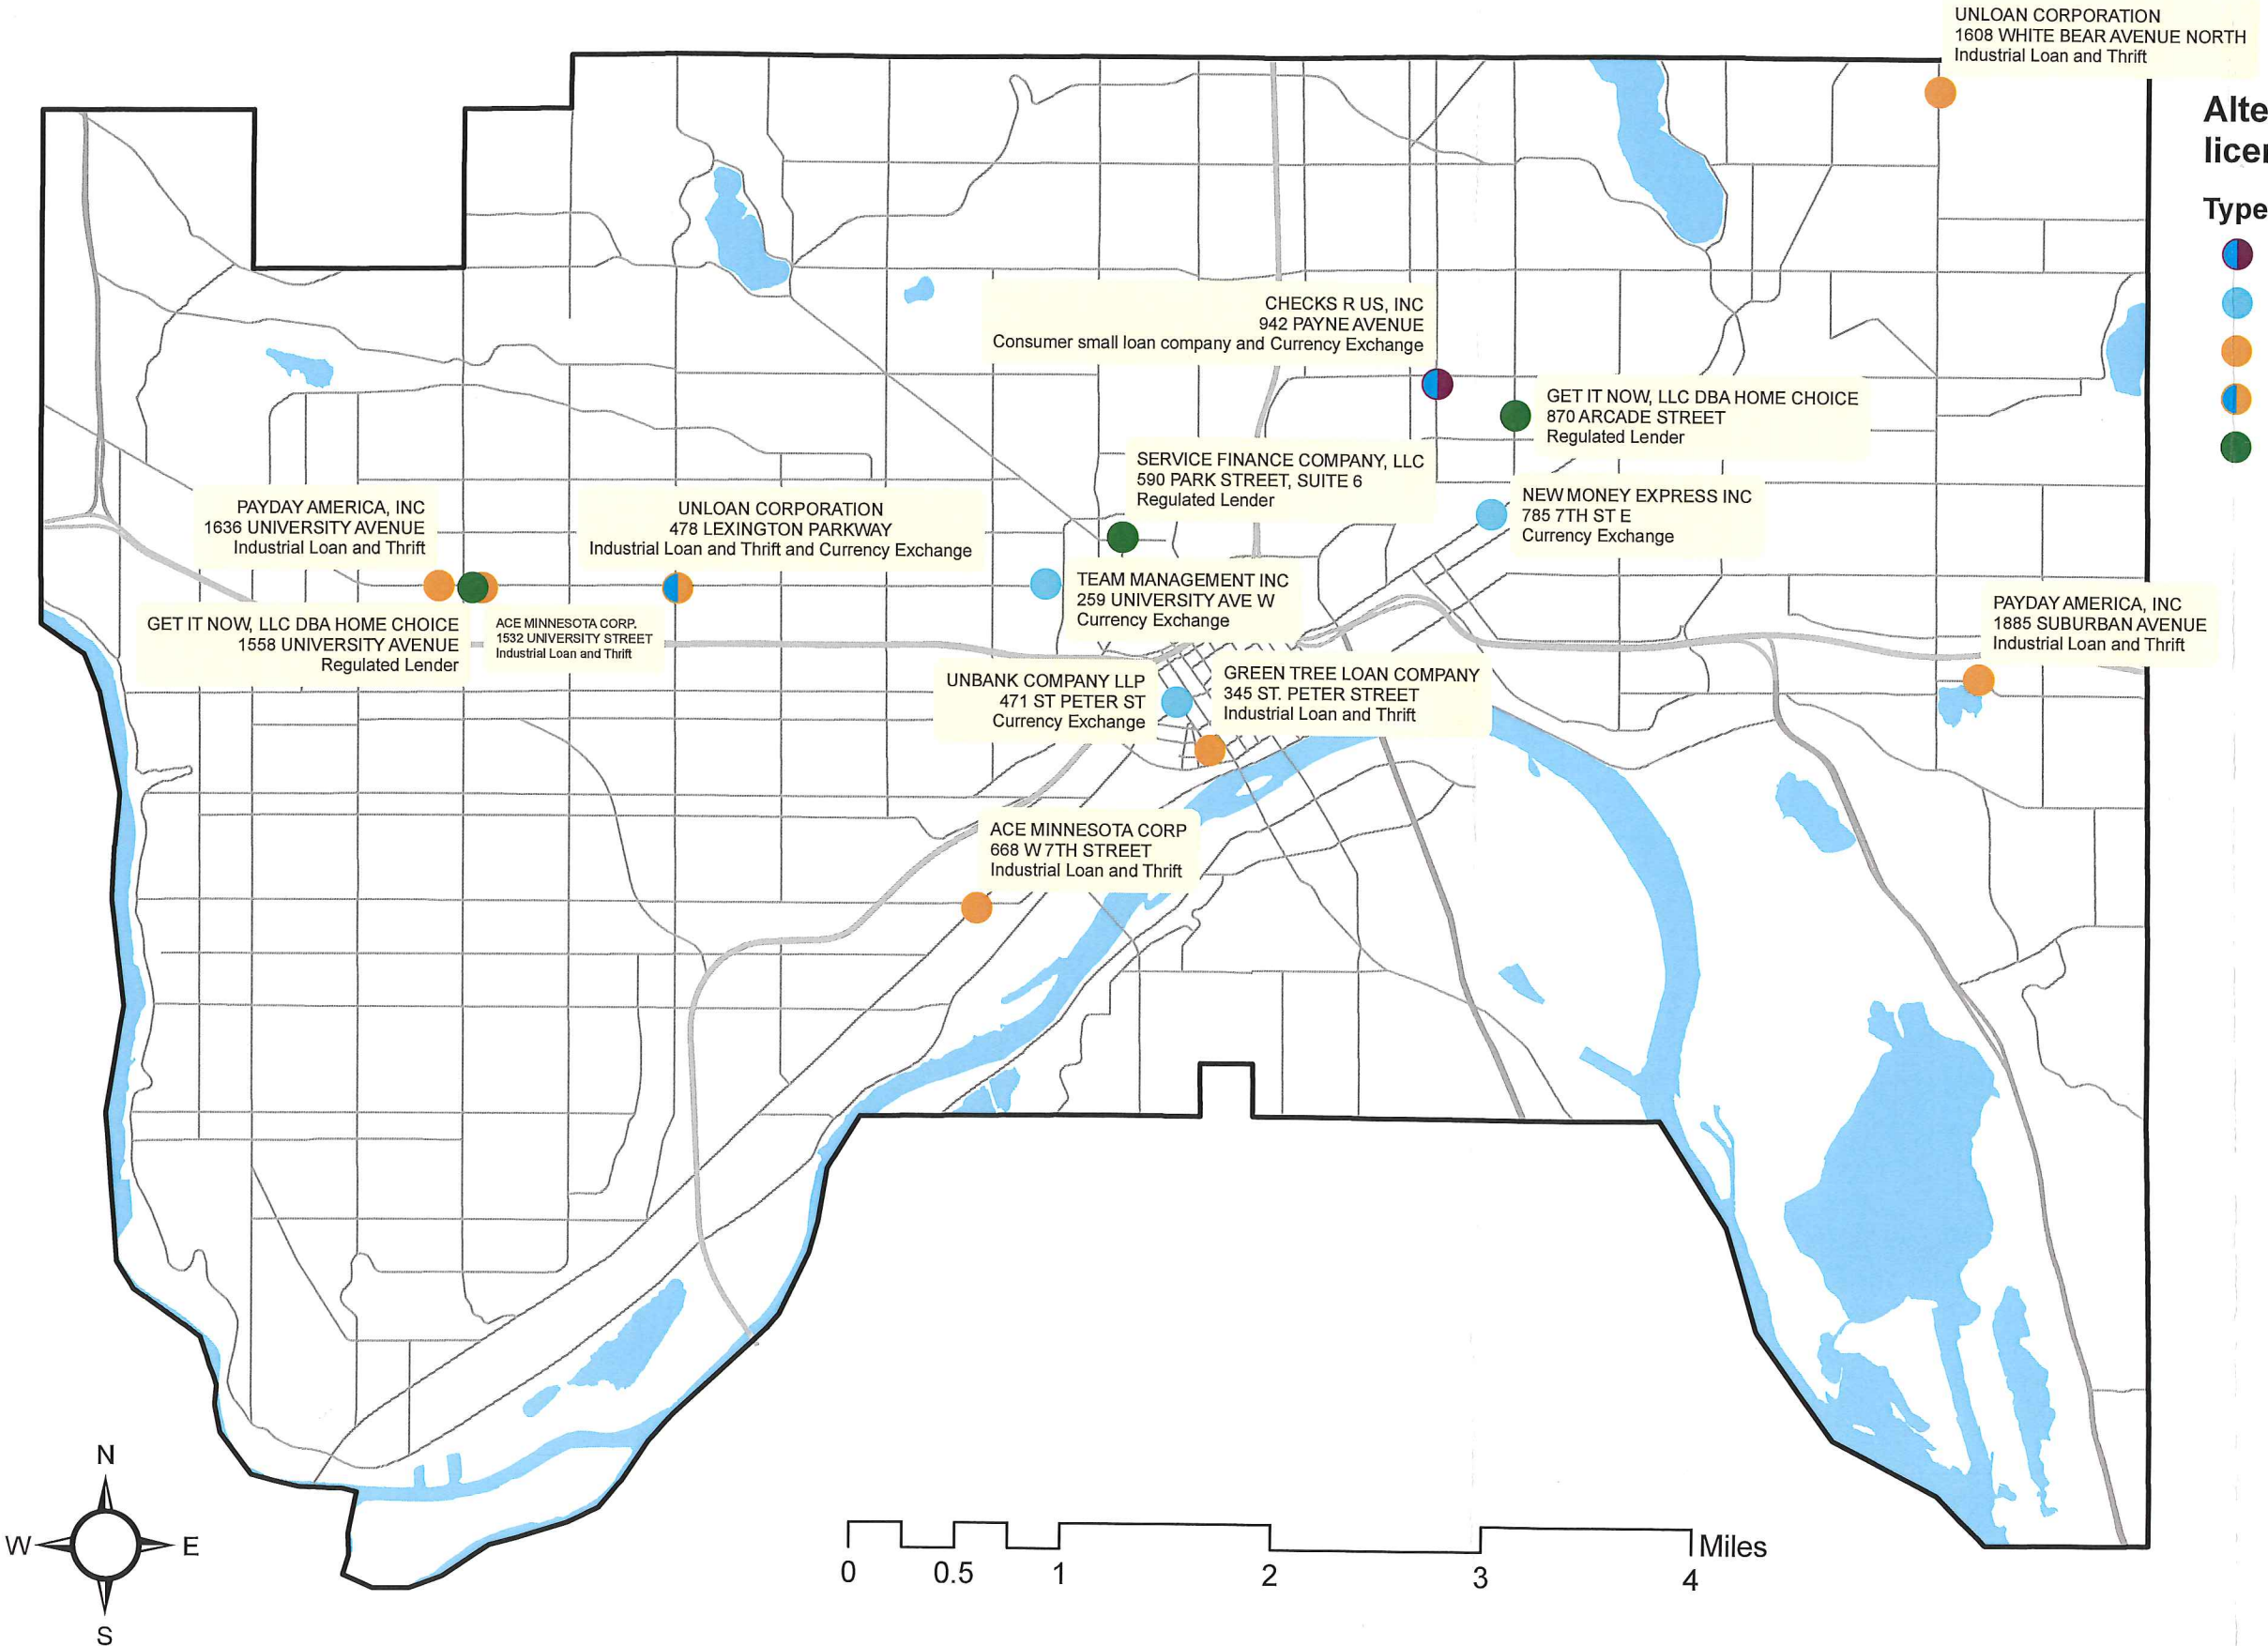 UNLOAN CORPORATION
1608 WHITE BEAR AVENUE NORTH
Industrial Loan and Thrift
CHECKS R US, INC
942 PAYNE AVENUE
Consumer small loan company and Currency Exchange
GET IT NOW, LLC DBA HOME CHOICE
870 ARCADE STREET
Regulated Lender
SERVICE FINANCE COMPANY, LLC
590 PARK STREET, SUITE 6
Regulated Lender
NEW MONEY EXPRESS INC
785 7TH ST E
Currency Exchange
PAYDAY AMERICA, INC
1636 UNIVERSITY AVENUE
Industrial Loan and Thrift
UNLOAN CORPORATION
478 LEXINGTON PARKWAY
Industrial Loan and Thrift and Currency Exchange
TEAM MANAGEMENT INC
259 UNIVERSITY AVE W
Currency Exchange
GET IT NOW, LLC DBA HOME CHOICE
1558 UNIVERSITY AVENUE
Regulated Lender
ACE MINNESOTA CORP.
1532 UNIVERSITY STREET
Industrial Loan and Thrift
PAYDAY AMERICA, INC
1885 SUBURBAN AVENUE
Industrial Loan and Thrift
UNBANK COMPANY LLP
471 ST PETER ST
Currency Exchange
GREEN TREE LOAN COMPANY
345 ST. PETER STREET
Industrial Loan and Thrift
ACE MINNESOTA CORP
668 W 7TH STREET
Industrial Loan and Thrift
Alte
licer
Type
N
W E
S
0 0.5 1 2 3 4 Miles